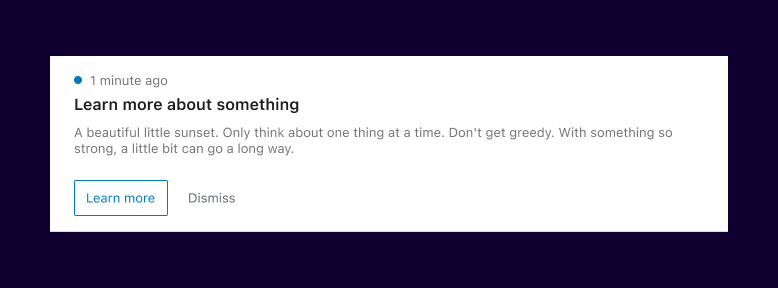 1 minute ago
Learn more about something
A beautiful little sunset. Only think about one thing at a time. Don't get greedy. With something so
strong, a little bit can go a long way.
Learn more
Dismiss